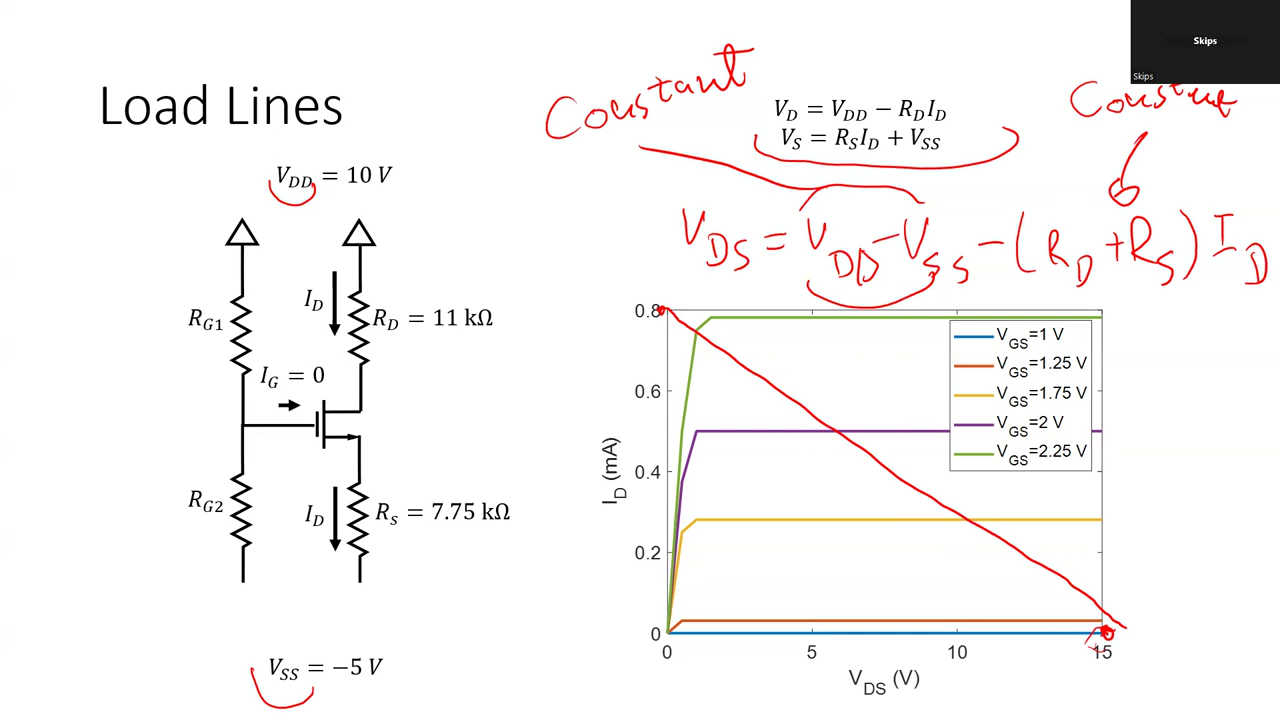 Skips
Skips
Load Lines
Constant
Constant
V_D = V_DD − R_D I_D
V_S = R_S I_D + V_SS
V_DS = V_DD − V_SS − (R_D + R_S) I_D
V_DD = 10 V
I_D
R_G1
R_D = 11 kΩ
I_G = 0
R_G2
I_D
R_s = 7.75 kΩ
V_SS = −5 V
0.8
0.6
0.4
0.2
0
I_D (mA)
V_GS=1 V
V_GS=1.25 V
V_GS=1.75 V
V_GS=2 V
V_GS=2.25 V
0 5 10 15
V_DS (V)